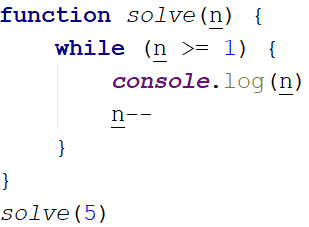 function solve(n) {
    while (n >= 1) {
        console.log(n)
        n--
    }
}
solve(5)